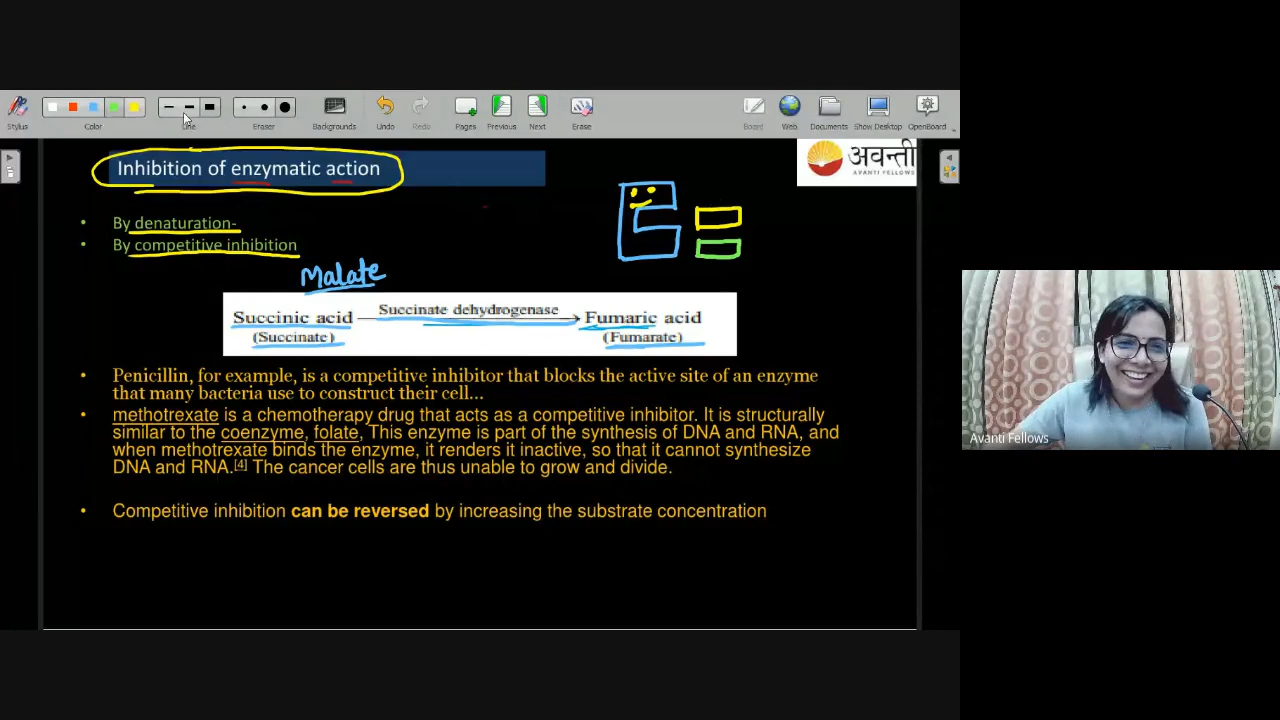 Stylus
Color
Line
Eraser
Backgrounds
Undo
Redo
Pages
Previous
Next
Erase
Board
Web
Documents
Show Desktop
OpenBoard
Inhibition of enzymatic action
अवन्ती
AVANTI FELLOWS
• By denaturation-
• By competitive inhibition
Malate
Succinate dehydrogenase
Succinic acid → Fumaric acid
(Succinate) (Fumarate)
• Penicillin, for example, is a competitive inhibitor that blocks the active site of an enzyme
that many bacteria use to construct their cell...
• methotrexate is a chemotherapy drug that acts as a competitive inhibitor. It is structurally
similar to the coenzyme, folate, This enzyme is part of the synthesis of DNA and RNA, and
when methotrexate binds the enzyme, it renders it inactive, so that it cannot synthesize
DNA and RNA.[4] The cancer cells are thus unable to grow and divide.
• Competitive inhibition can be reversed by increasing the substrate concentration
Avanti Fellows